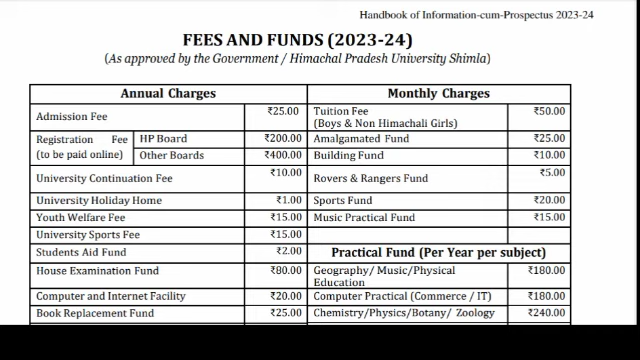 Handbook of Information-cum-Prospectus 2023-24
FEES AND FUNDS (2023-24)
(As approved by the Government / Himachal Pradesh University Shimla)
Annual Charges Monthly Charges
Admission Fee ₹25.00 Tuition Fee ₹50.00
(Boys & Non Himachali Girls)
Registration Fee HP Board ₹200.00 Amalgamated Fund ₹25.00
(to be paid online) Other Boards ₹400.00 Building Fund ₹10.00
University Continuation Fee ₹10.00 Rovers & Rangers Fund ₹5.00
University Holiday Home ₹1.00 Sports Fund ₹20.00
Youth Welfare Fee ₹15.00 Music Practical Fund ₹15.00
University Sports Fee ₹15.00
Students Aid Fund ₹2.00 Practical Fund (Per Year per subject)
House Examination Fund ₹80.00 Geography/ Music/Physical ₹180.00
Education
Computer and Internet Facility ₹20.00 Computer Practical (Commerce / IT) ₹180.00
Book Replacement Fund ₹25.00 Chemistry/Physics/Botany/ Zoology ₹240.00